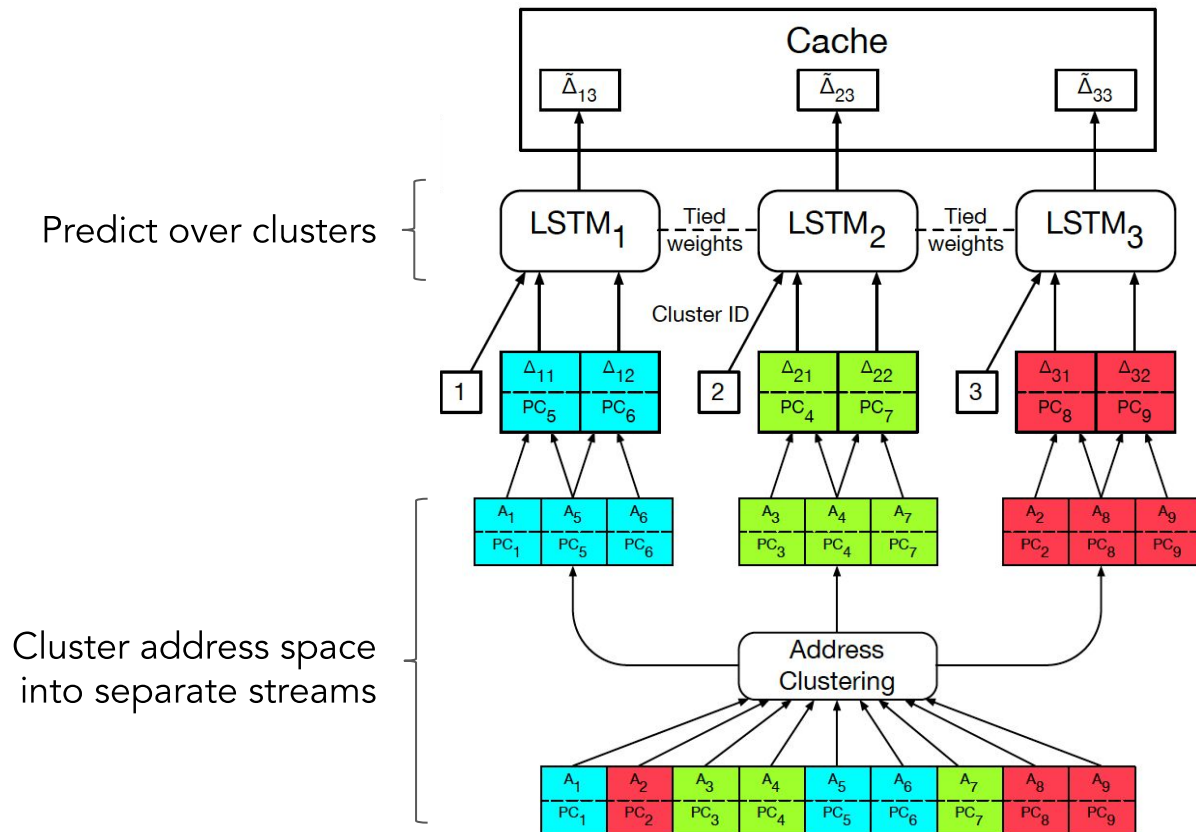 Cache
Δ̃₁₃ Δ̃₂₃ Δ̃₃₃
Predict over clusters
LSTM₁ Tied weights LSTM₂ Tied weights LSTM₃
Cluster ID
1 Δ₁₁ Δ₁₂ 2 Δ₂₁ Δ₂₂ 3 Δ₃₁ Δ₃₂
PC₅ PC₆ PC₄ PC₇ PC₈ PC₉
A₁ A₅ A₆ A₃ A₄ A₇ A₂ A₈ A₉
PC₁ PC₅ PC₆ PC₃ PC₄ PC₇ PC₂ PC₈ PC₉
Cluster address space
into separate streams
Address
Clustering
A₁ A₂ A₃ A₄ A₅ A₆ A₇ A₈ A₉
PC₁ PC₂ PC₃ PC₄ PC₅ PC₆ PC₇ PC₈ PC₉